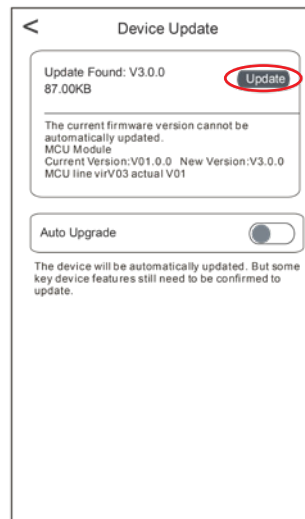 < Device Update
Update Found: V3.0.0
87.00KB
Update
The current firmware version cannot be
automatically updated.
MCU Module
Current Version:V01.0.0 New Version:V3.0.0
MCU line virV03 actual V01
Auto Upgrade
The device will be automatically updated. But some
key device features still need to be confirmed to
update.